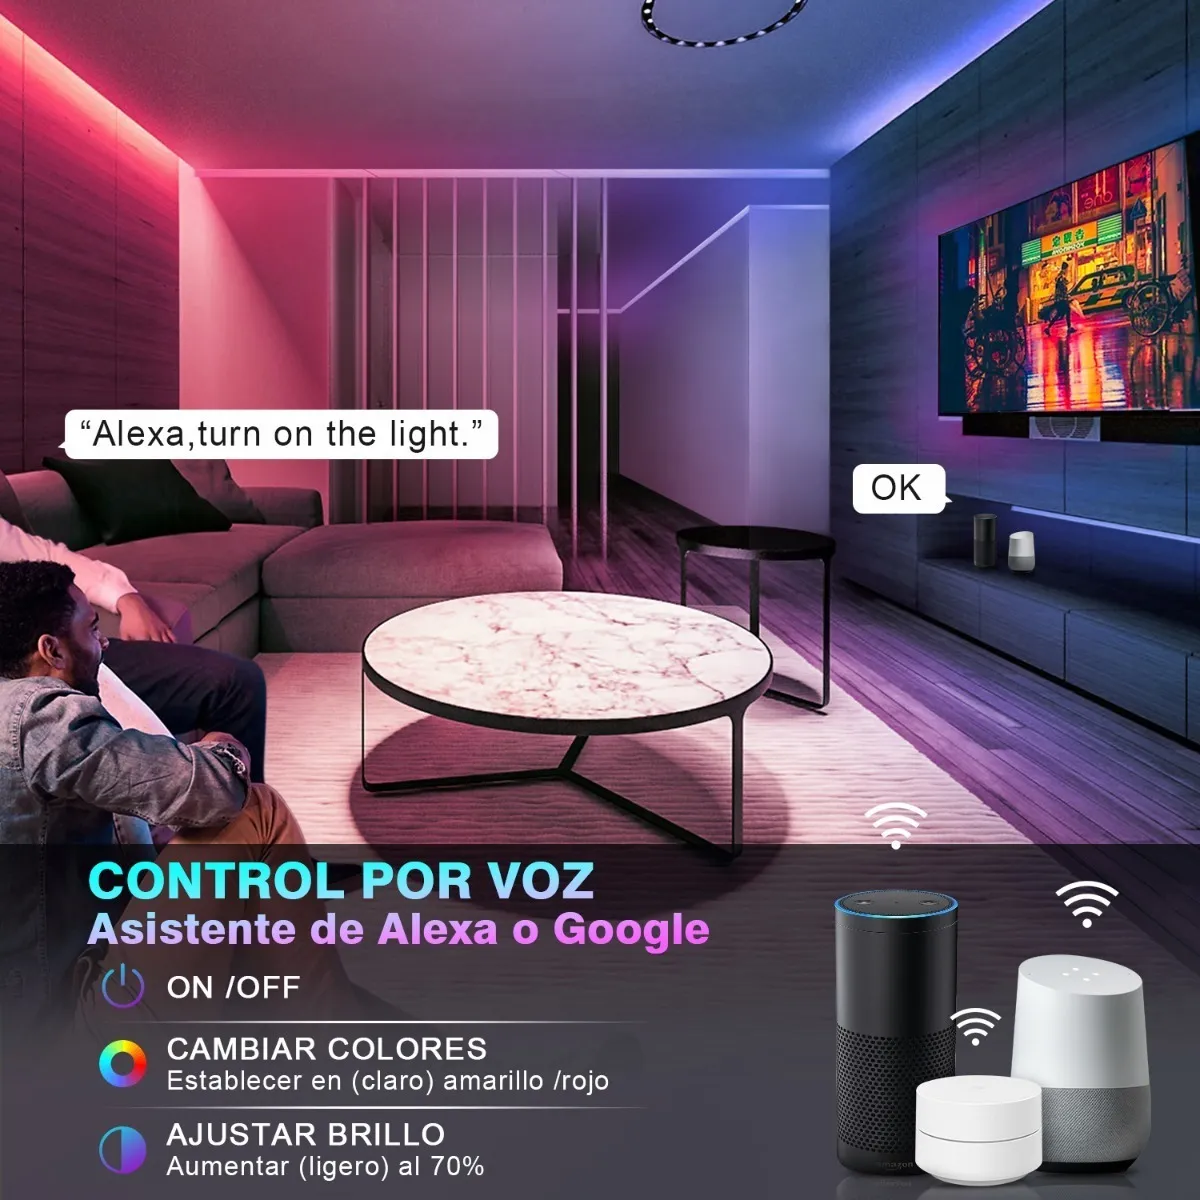 “Alexa,turn on the light.”
OK
CONTROL POR VOZ
Asistente de Alexa o Google
ON /OFF
CAMBIAR COLORES
Establecer en (claro) amarillo /rojo
AJUSTAR BRILLO
Aumentar (ligero) al 70%
amazon